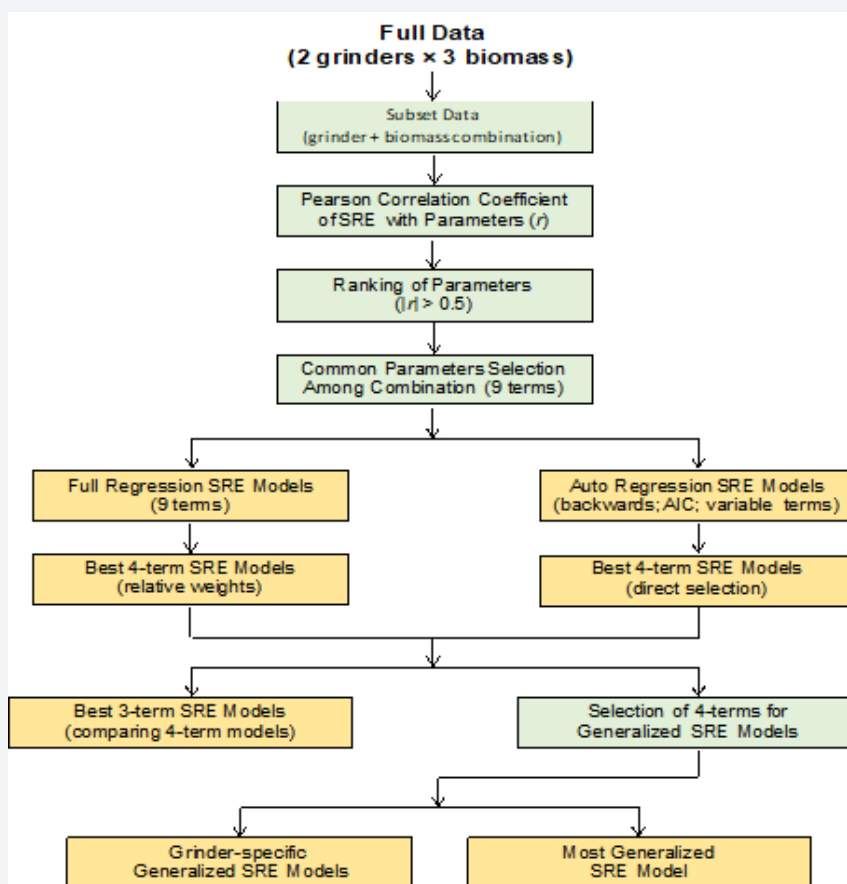 Full Data
(2 grinders × 3 biomass)
Subset Data
(grinder + biomass combination)
Pearson Correlation Coefficient
of SRE with Parameters (r)
Ranking of Parameters
(|r| > 0.5)
Common Parameters Selection
Among Combination (9 terms)
Full Regression SRE Models
(9 terms)
Auto Regression SRE Models
(backwards; AIC; variable terms)
Best 4-term SRE Models
(relative weights)
Best 4-term SRE Models
(direct selection)
Best 3-term SRE Models
(comparing 4-term models)
Selection of 4-terms for
Generalized SRE Models
Grinder-specific
Generalized SRE Models
Most Generalized
SRE Model